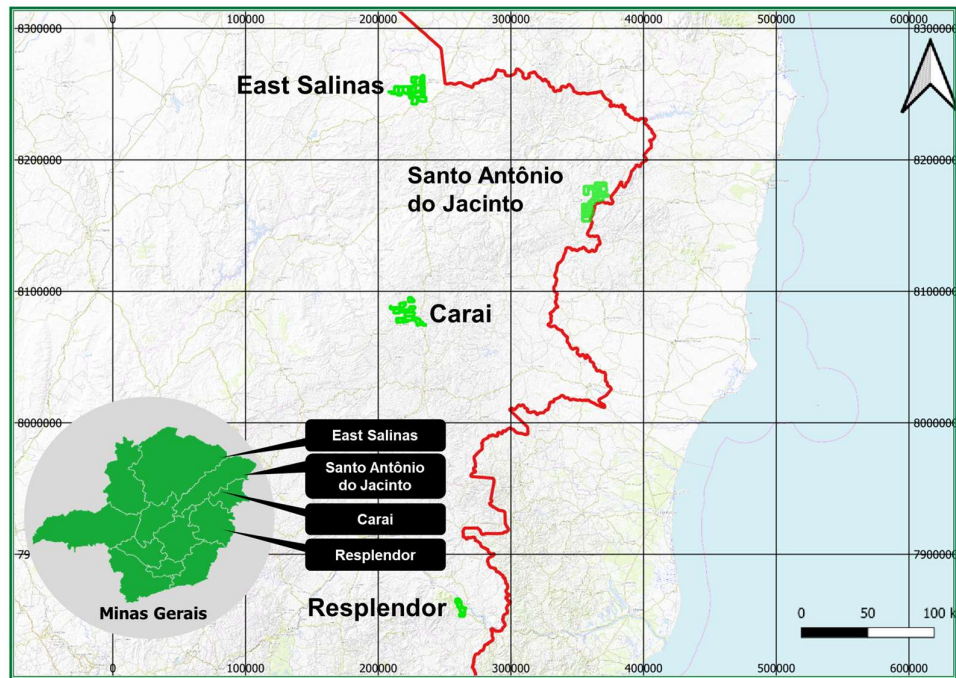 0
100000
200000
300000
400000
500000
600000
8300000
8300000
East Salinas
8200000
8200000
Santo Antônio
do Jacinto
8100000
8100000
Carai
8000000
8000000
East Salinas
Santo Antônio
do Jacinto
Carai
Resplendor
79
7900000
Minas Gerais
Resplendor
0 50 100 k
0
100000
200000
300000
400000
500000
600000